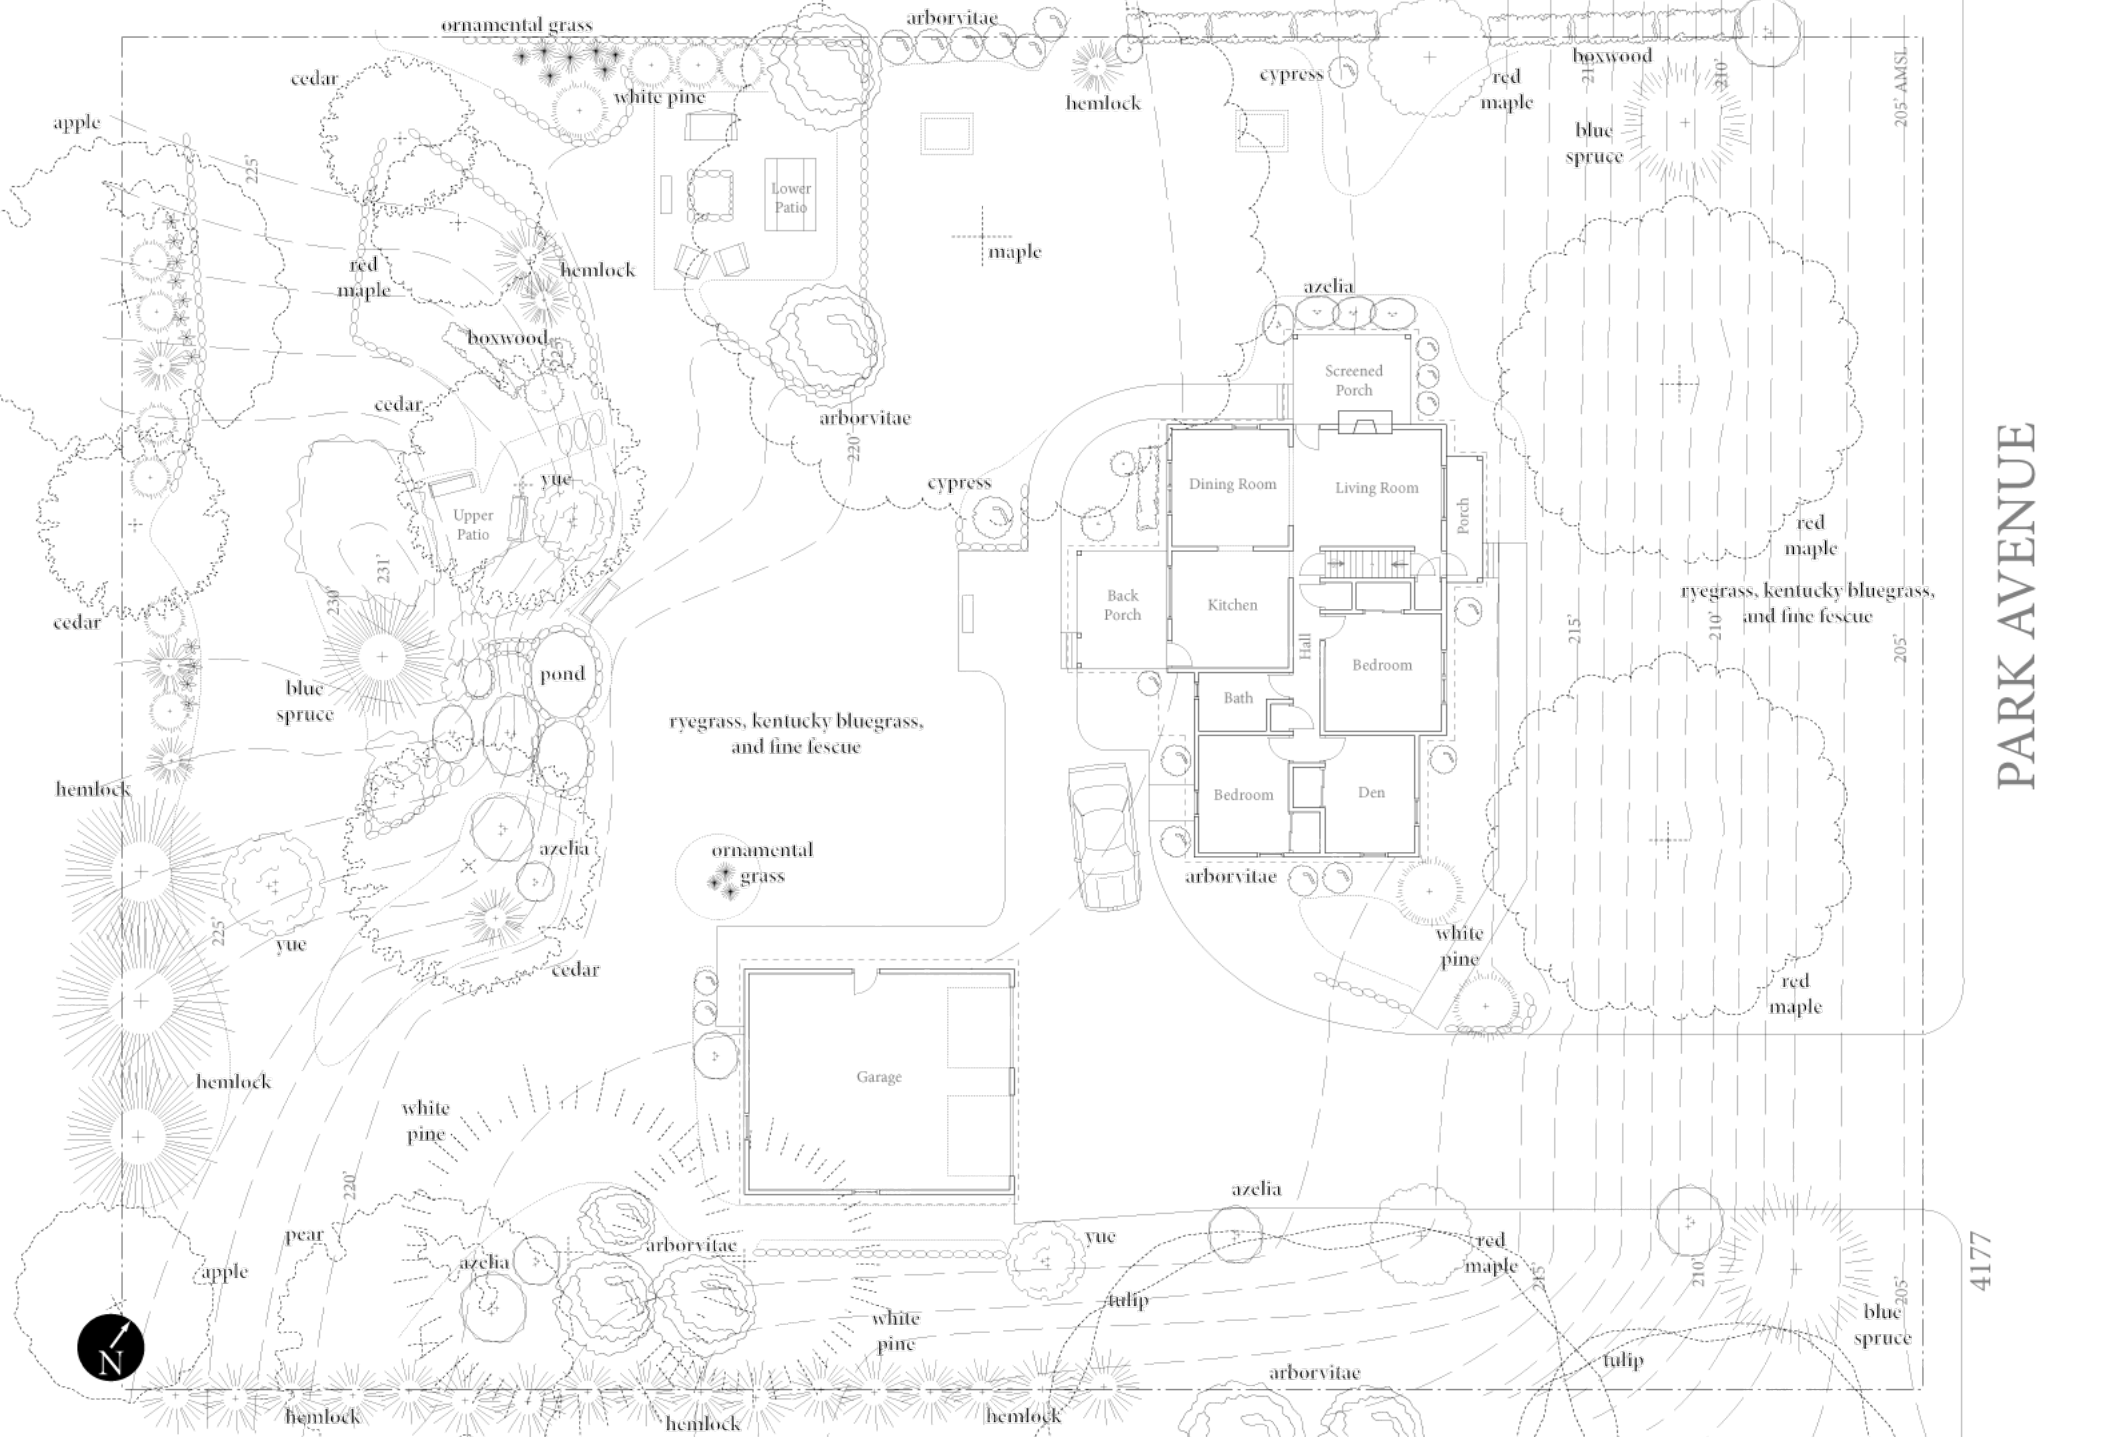 ornamental grass
arborvitae
cedar
white pine
hemlock
cypress
red
maple
boxwood
215'
210'
205' AMSL
apple
225'
blue
spruce
Lower
Patio
maple
red
maple
hemlock
azelia
boxwood
225'
Screened
Porch
cedar
arborvitae
220'
yue
cypress
Dining Room
Living Room
Porch
Upper
Patio
red
maple
PARK AVENUE
231'
230'
Back
Porch
Kitchen
Hall
ryegrass, kentucky bluegrass,
and fine fescue
215'
210'
205'
cedar
blue
spruce
pond
Bedroom
Bath
ryegrass, kentucky bluegrass,
and fine fescue
hemlock
azelia
ornamental
grass
Bedroom
Den
arborvitae
225'
yue
cedar
white
pine
red
maple
hemlock
Garage
white
pine
220'
azelia
pear
apple
azelia
arborvitae
yue
red
maple
215'
210'
205'
4177
tulip
white
pine
blue
spruce
tulip
N
arborvitae
hemlock
hemlock
hemlock